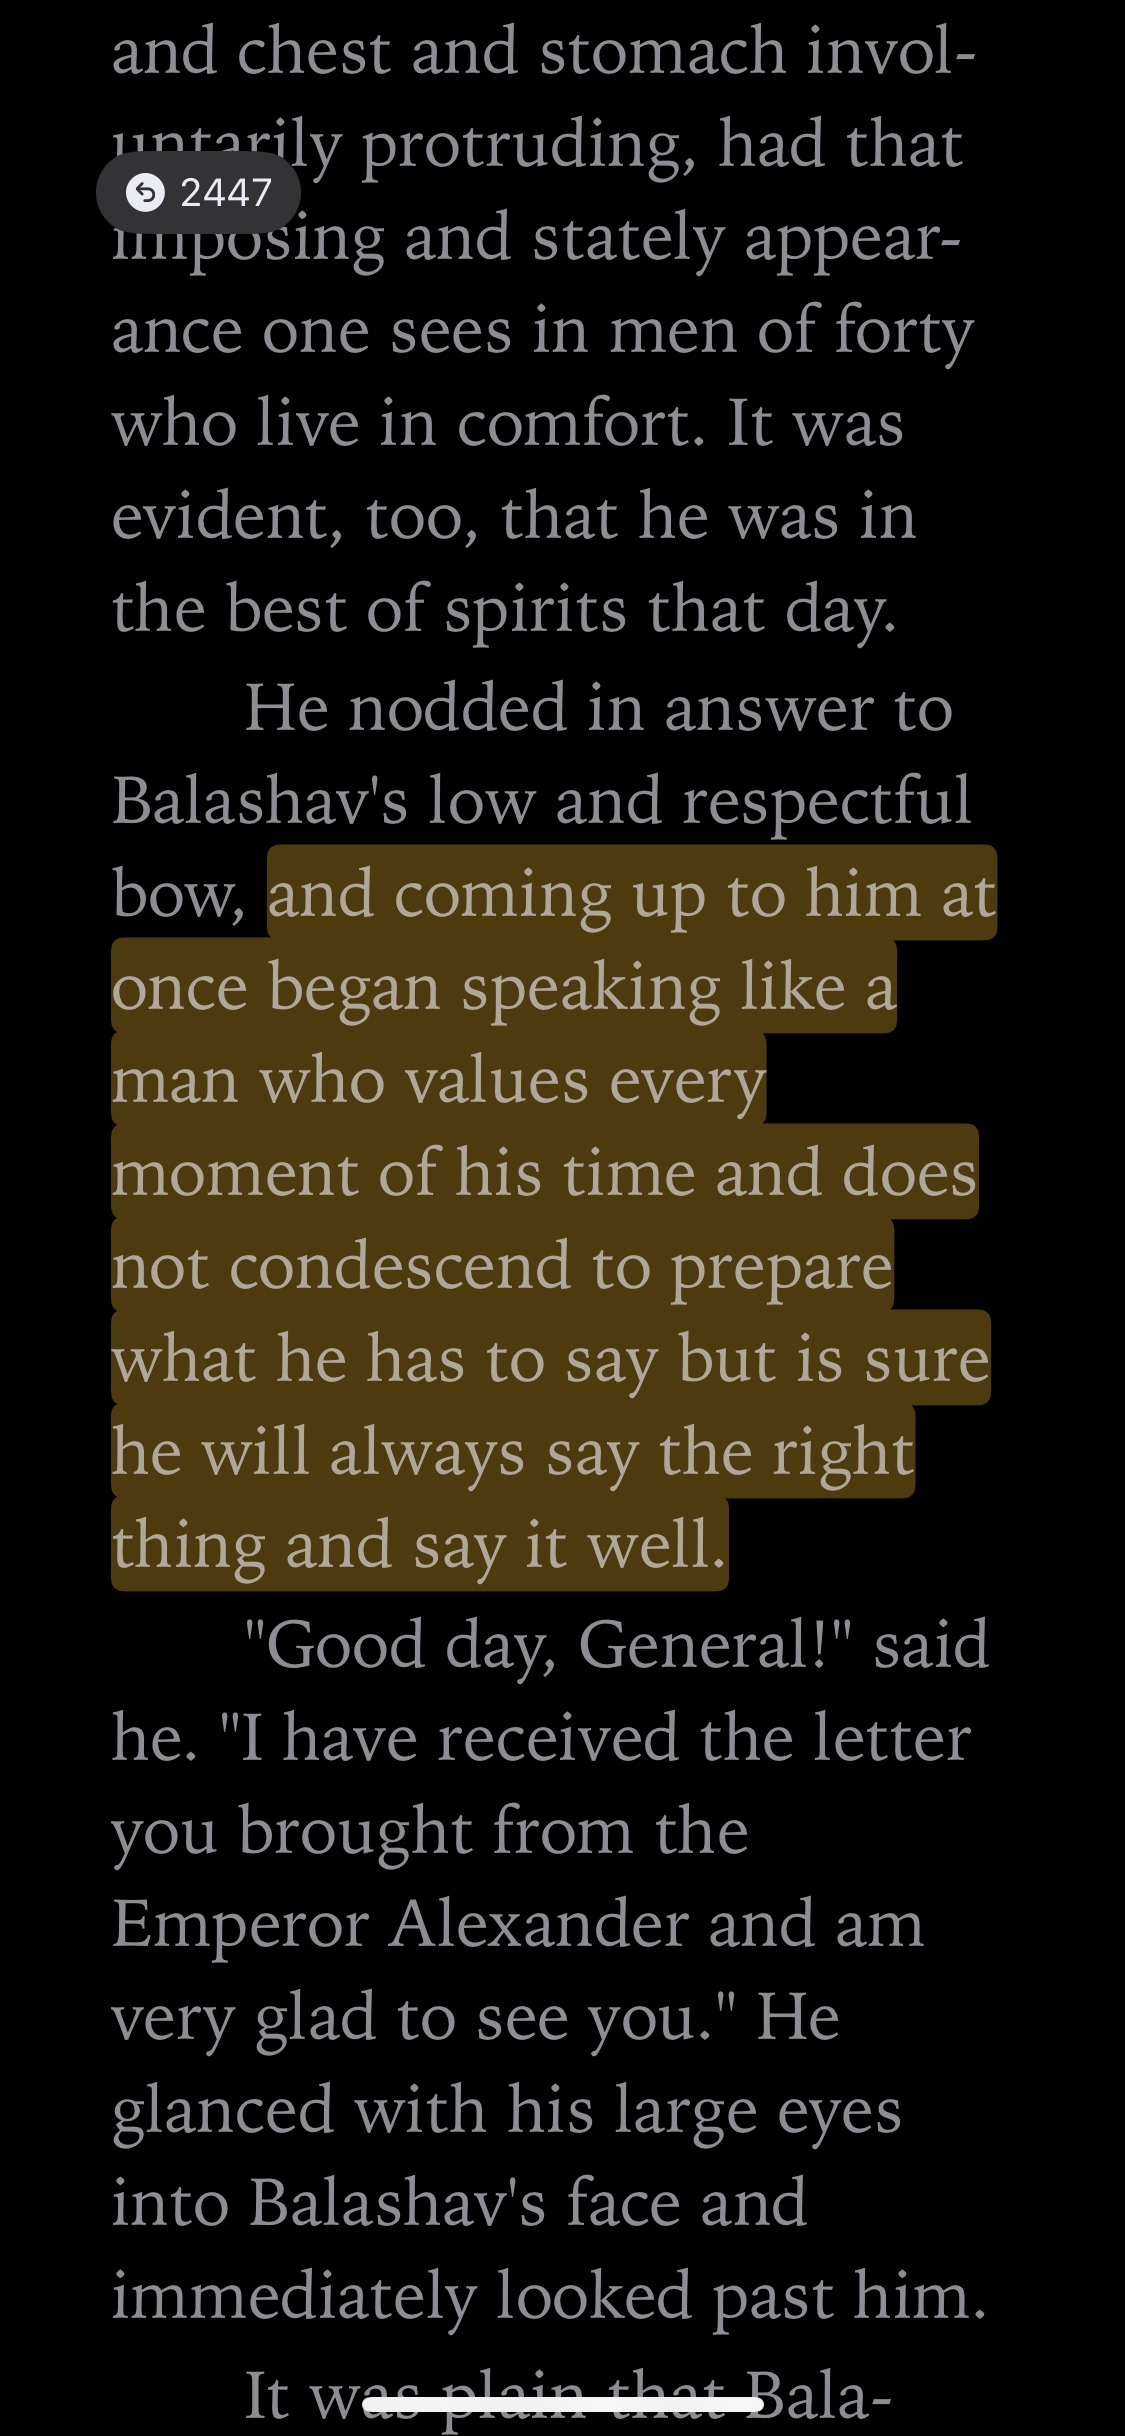 and chest and stomach invol-
untarily protruding, had that
2447
imposing and stately appear-
ance one sees in men of forty
who live in comfort. It was
evident, too, that he was in
the best of spirits that day.
He nodded in answer to
Balashav's low and respectful
bow, and coming up to him at
once began speaking like a
man who values every
moment of his time and does
not condescend to prepare
what he has to say but is sure
he will always say the right
thing and say it well.
"Good day, General!" said
he. "I have received the letter
you brought from the
Emperor Alexander and am
very glad to see you." He
glanced with his large eyes
into Balashav's face and
immediately looked past him.
It was plain that Bala-